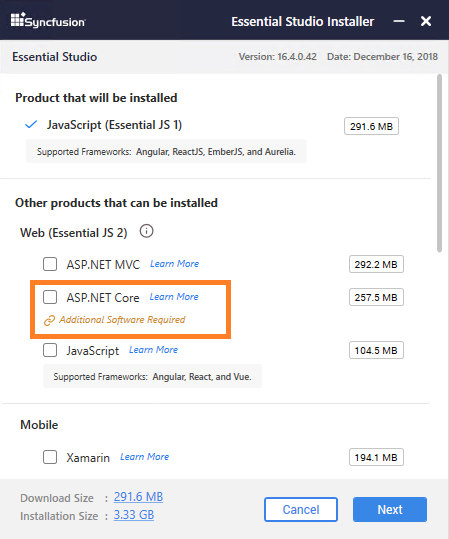 Syncfusion Essential Studio Installer
Essential Studio Version: 16.4.0.42 Date: December 16, 2018
Product that will be installed
JavaScript (Essential JS 1) 291.6 MB
Supported Frameworks: Angular, ReactJS, EmberJS, and Aurelia.
Other products that can be installed
Web (Essential JS 2)
ASP.NET MVC Learn More 292.2 MB
ASP.NET Core Learn More 257.5 MB
Additional Software Required
JavaScript Learn More 104.5 MB
Supported Frameworks: Angular, React, and Vue.
Mobile
Xamarin Learn More 194.1 MB
Download Size : 291.6 MB
Installation Size : 3.33 GB
Cancel Next